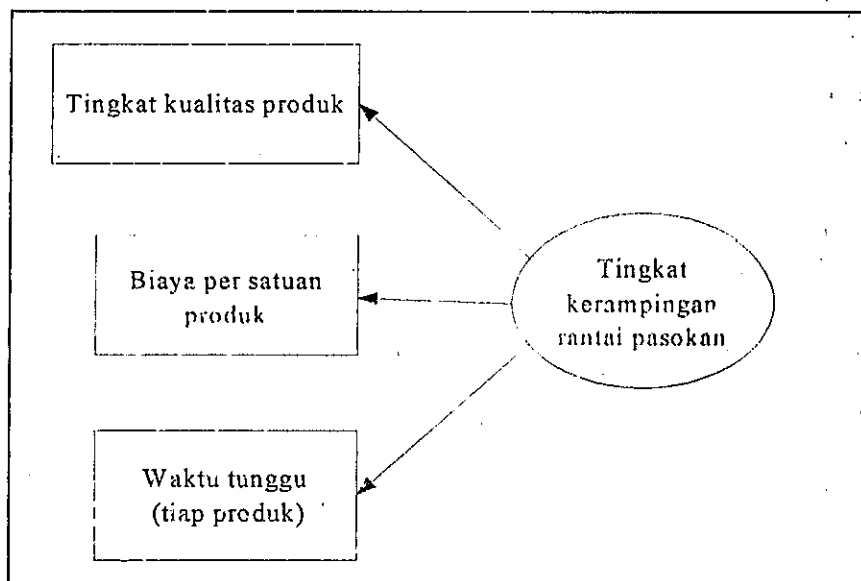 Tingkat kualitas produk
Biaya per satuan
produk
Waktu tunggu
(tiap produk)
Tingkat
kerampingan
rantai pasokan